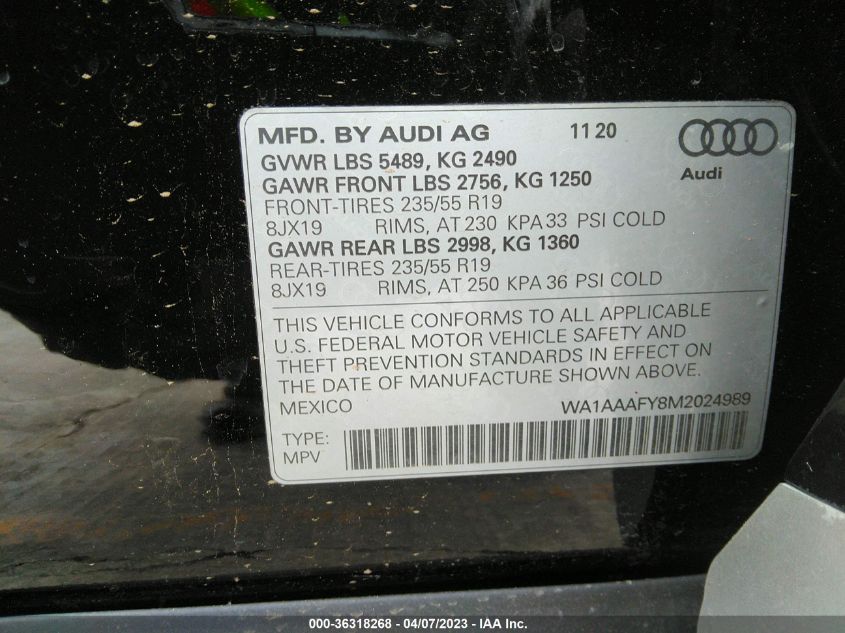 MFD. BY AUDI AG 11 20
GVWR LBS 5489, KG 2490
GAWR FRONT LBS 2756, KG 1250
Audi
FRONT-TIRES 235/55 R19
8JX19 RIMS, AT 230 KPA 33 PSI COLD
GAWR REAR LBS 2998, KG 1360
REAR-TIRES 235/55 R19
8JX19 RIMS, AT 250 KPA 36 PSI COLD
THIS VEHICLE CONFORMS TO ALL APPLICABLE
U.S. FEDERAL MOTOR VEHICLE SAFETY AND
THEFT PREVENTION STANDARDS IN EFFECT ON
THE DATE OF MANUFACTURE SHOWN ABOVE.
MEXICO WA1AAAFY8M2024989
TYPE:
MPV
000-36318268 - 04/07/2023 - IAA Inc.